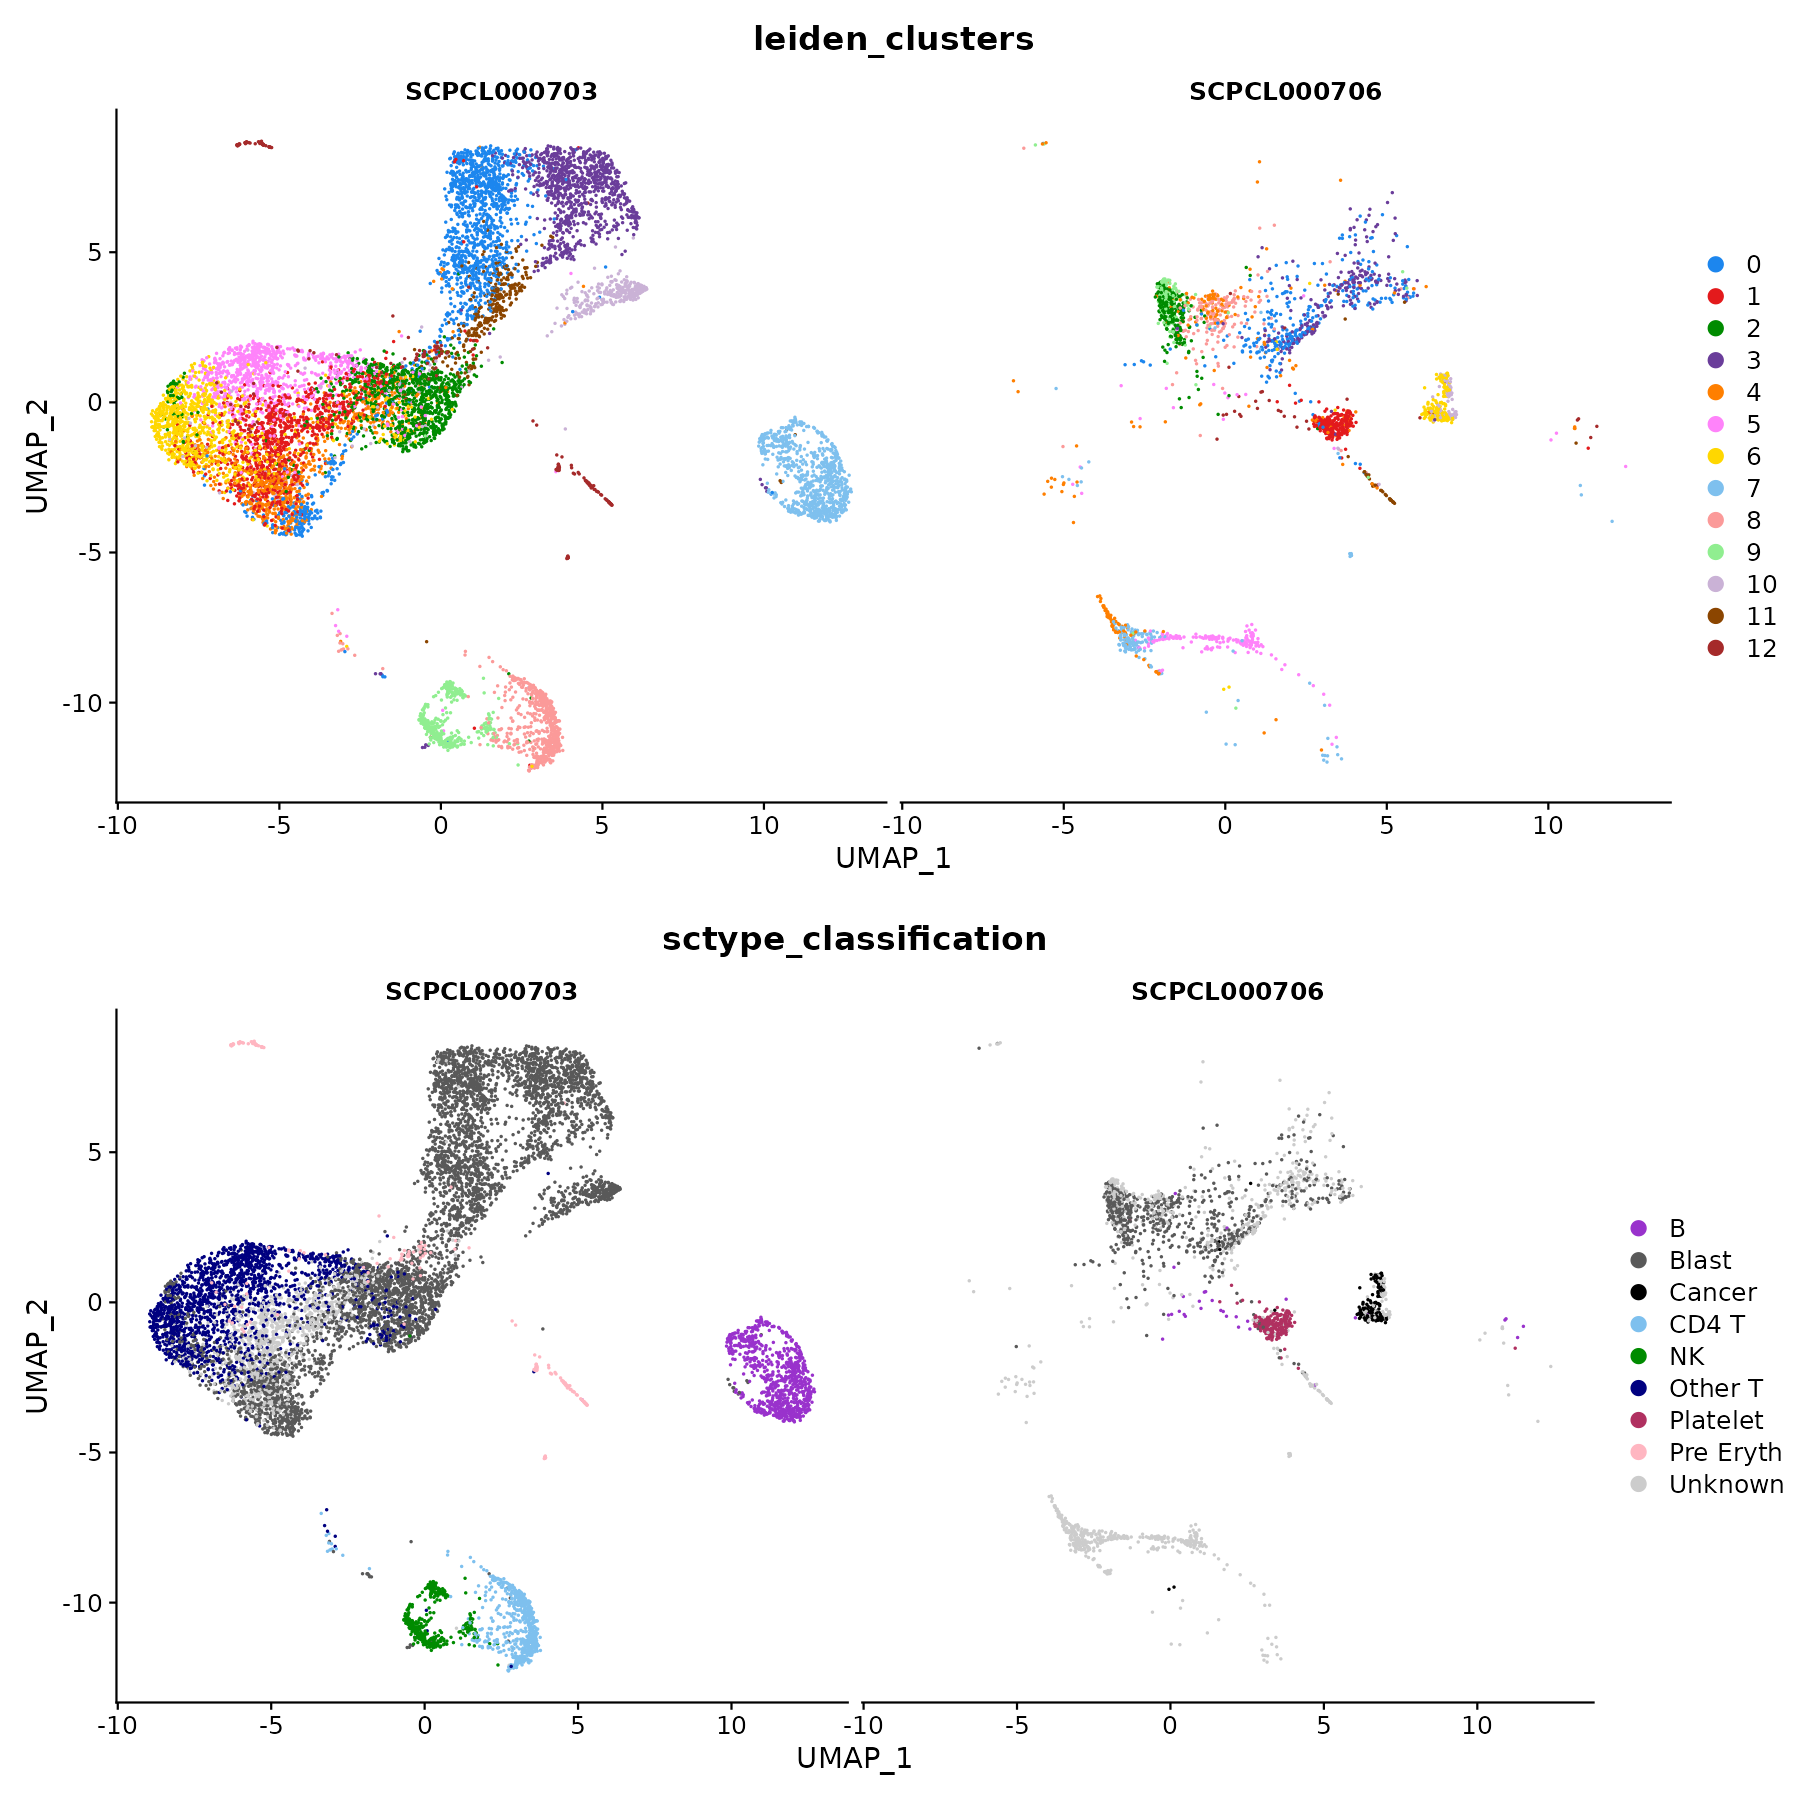 leiden_clusters
SCPCL000703 SCPCL000706
5
0
-5
-10
UMAP_2
-10 -5 0 5 10 -10 -5 0 5 10
UMAP_1
0
1
2
3
4
5
6
7
8
9
10
11
12
sctype_classification
SCPCL000703 SCPCL000706
5
0
-5
-10
UMAP_2
-10 -5 0 5 10 -10 -5 0 5 10
UMAP_1
B
Blast
Cancer
CD4 T
NK
Other T
Platelet
Pre Eryth
Unknown